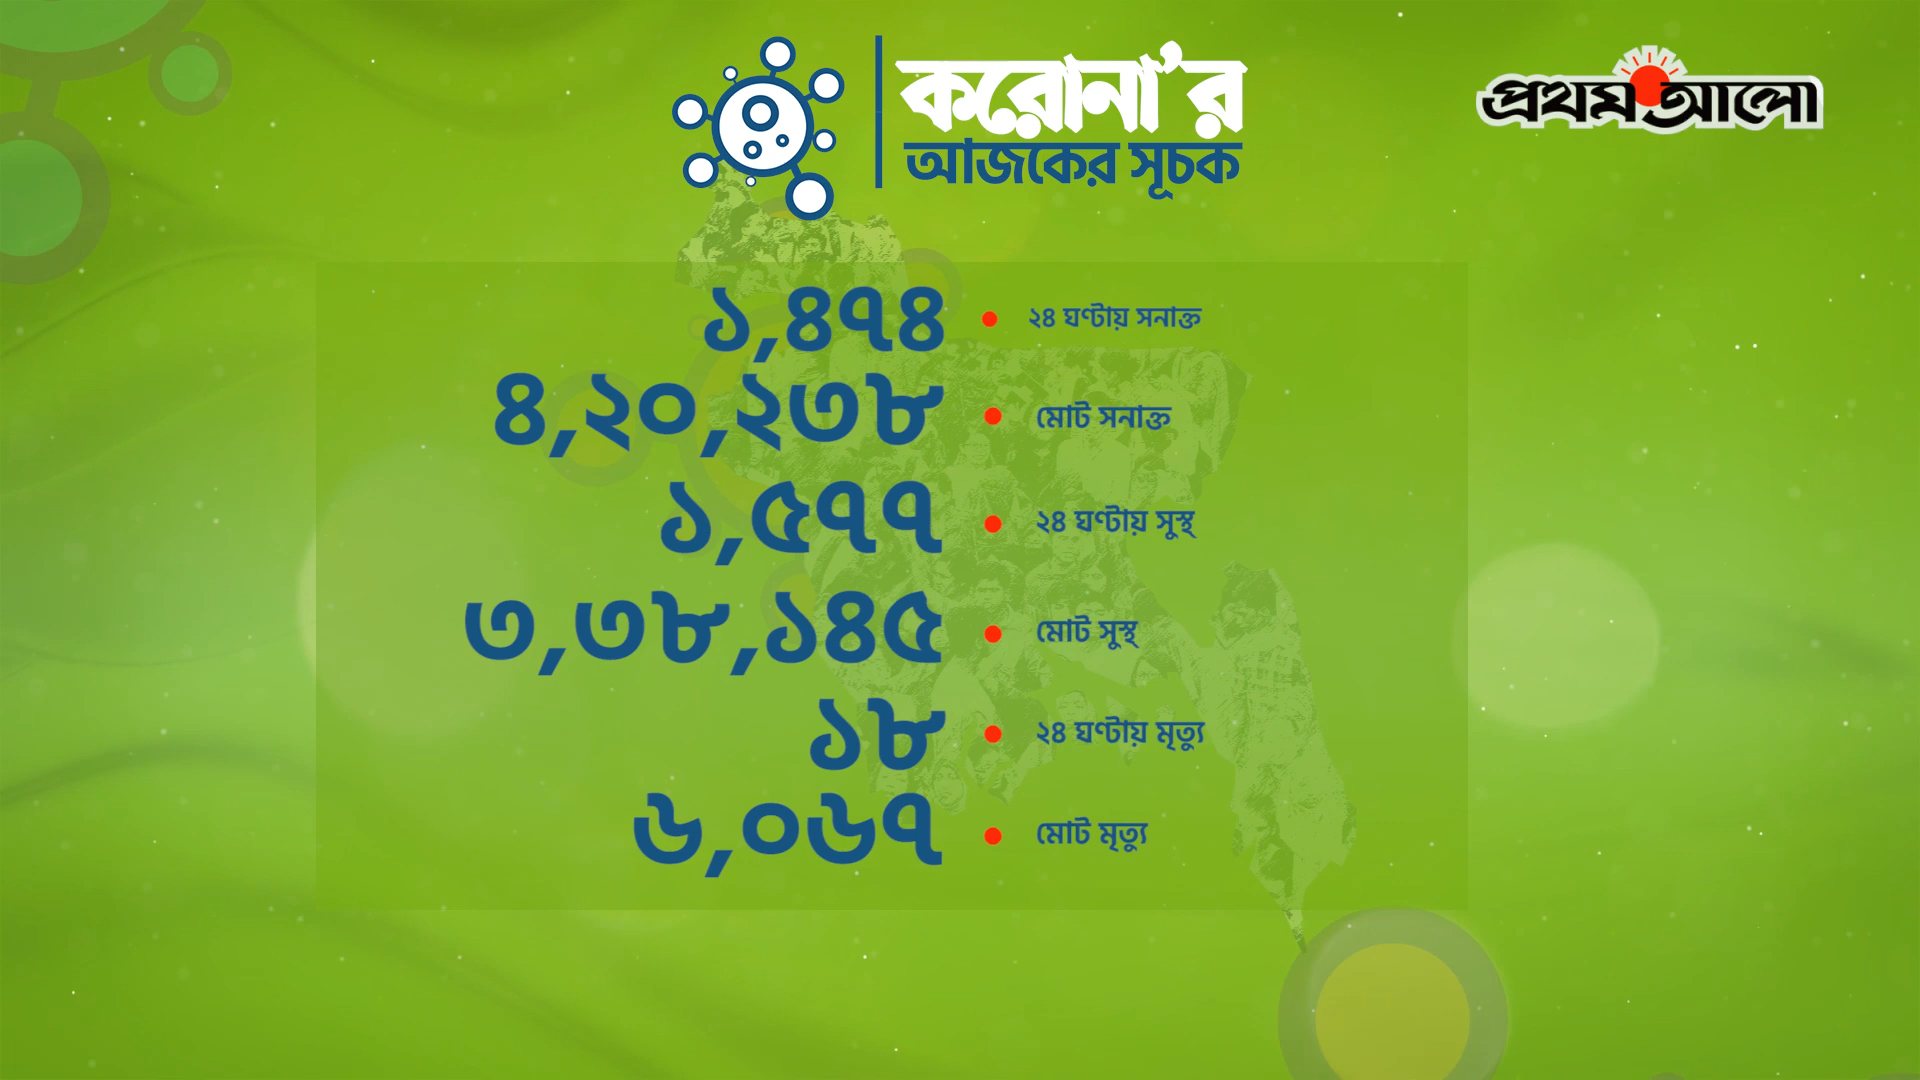 করোনা'র
আজকের সূচক
প্রথম আলো
১,৪৭৪ • ২৪ ঘণ্টায় সনাক্ত
৪,২০,২৩৮ • মোট সনাক্ত
১,৫৭৭ • ২৪ ঘণ্টায় সুস্থ
৩,৩৮,১৪৫ • মোট সুস্থ
১৮ • ২৪ ঘণ্টায় মৃত্যু
৬,০৬৭ • মোট মৃত্যু